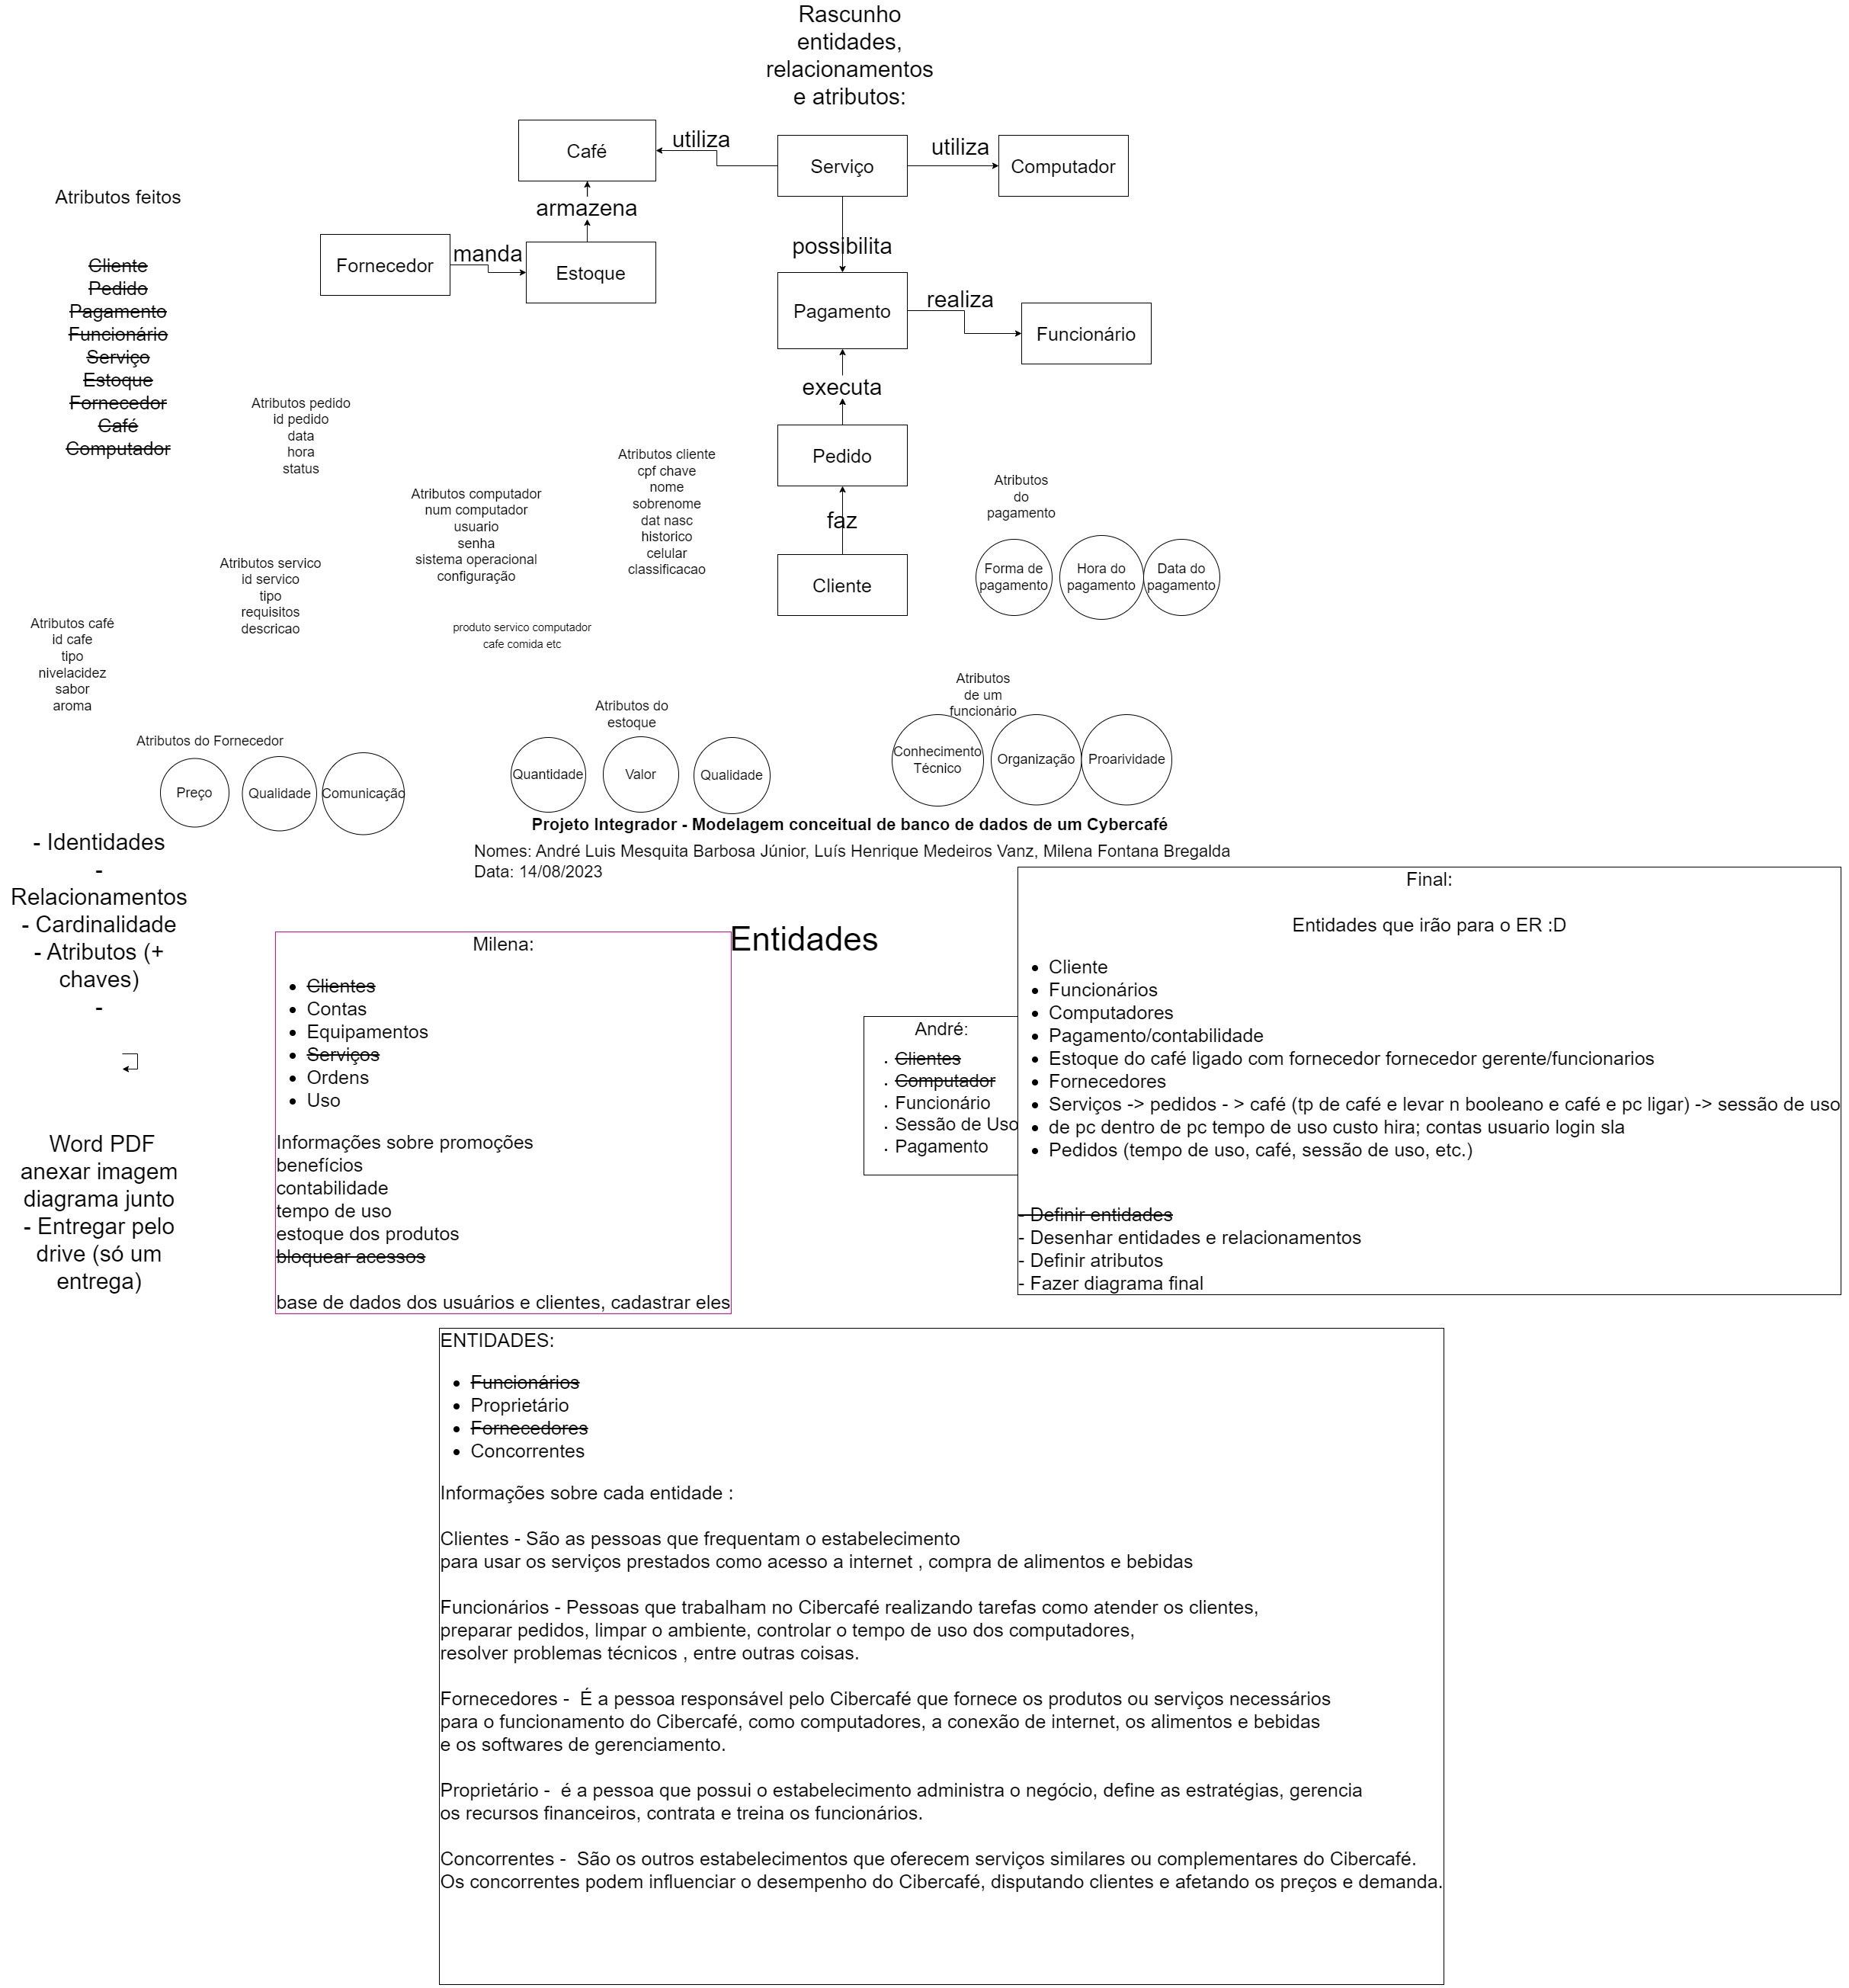 Rascunho
entidades,
relacionamentos
e atributos:
Café
utiliza
Serviço
utiliza
Computador
Atributos feitos
armazena
Fornecedor
manda
Estoque
possibilita
Pagamento
realiza
Funcionário
Cliente
Pedido
Pagamento
Funcionário
Serviço
Estoque
Fornecedor
Café
Computador
executa
Pedido
faz
Cliente
Atributos pedido
id pedido
data
hora
status
Atributos computador
num computador
usuario
senha
sistema operacional
configuração
Atributos cliente
cpf chave
nome
sobrenome
dat nasc
historico
celular
classificacao
Atributos
do
pagamento
Forma de
pagamento
Hora do
pagamento
Data do
pagamento
Atributos servico
id servico
tipo
requisitos
descricao
produto servico computador
cafe comida etc
Atributos café
id cafe
tipo
nivelacidez
sabor
aroma
Atributos do Fornecedor
Preço
Qualidade
Comunicação
Atributos do
estoque
Quantidade
Valor
Qualidade
Atributos
de um
funcionário
Conhecimento
Técnico
Organização
Proarividade
Projeto Integrador - Modelagem conceitual de banco de dados de um Cybercafé
Nomes: André Luis Mesquita Barbosa Júnior, Luís Henrique Medeiros Vanz, Milena Fontana Bregalda
Data: 14/08/2023
- Identidades
-
Relacionamentos
- Cardinalidade
- Atributos (+
chaves)
-
Word PDF
anexar imagem
diagrama junto
- Entregar pelo
drive (só um
entrega)
Entidades
Milena:
Clientes
Contas
Equipamentos
Serviços
Ordens
Uso
Informações sobre promoções
benefícios
contabilidade
tempo de uso
estoque dos produtos
bloquear acessos
base de dados dos usuários e clientes, cadastrar eles
André:
Clientes
Computador
Funcionário
Sessão de Uso
Pagamento
Final:
Entidades que irão para o ER :D
Cliente
Funcionários
Computadores
Pagamento/contabilidade
Estoque do café ligado com fornecedor fornecedor gerente/funcionarios
Fornecedores
Serviços -> pedidos - > café (tp de café e levar n booleano e café e pc ligar) -> sessão de uso
de pc dentro de pc tempo de uso custo hira; contas usuario login sla
Pedidos (tempo de uso, café, sessão de uso, etc.)
- Definir entidades
- Desenhar entidades e relacionamentos
- Definir atributos
- Fazer diagrama final
ENTIDADES:
Funcionários
Proprietário
Fornecedores
Concorrentes
Informações sobre cada entidade :
Clientes - São as pessoas que frequentam o estabelecimento
para usar os serviços prestados como acesso a internet , compra de alimentos e bebidas
Funcionários - Pessoas que trabalham no Cibercafé realizando tarefas como atender os clientes,
preparar pedidos, limpar o ambiente, controlar o tempo de uso dos computadores,
resolver problemas técnicos , entre outras coisas.
Fornecedores -  É a pessoa responsável pelo Cibercafé que fornece os produtos ou serviços necessários
para o funcionamento do Cibercafé, como computadores, a conexão de internet, os alimentos e bebidas
e os softwares de gerenciamento.
Proprietário -  é a pessoa que possui o estabelecimento administra o negócio, define as estratégias, gerencia
os recursos financeiros, contrata e treina os funcionários.
Concorrentes -  São os outros estabelecimentos que oferecem serviços similares ou complementares do Cibercafé.
Os concorrentes podem influenciar o desempenho do Cibercafé, disputando clientes e afetando os preços e demanda.